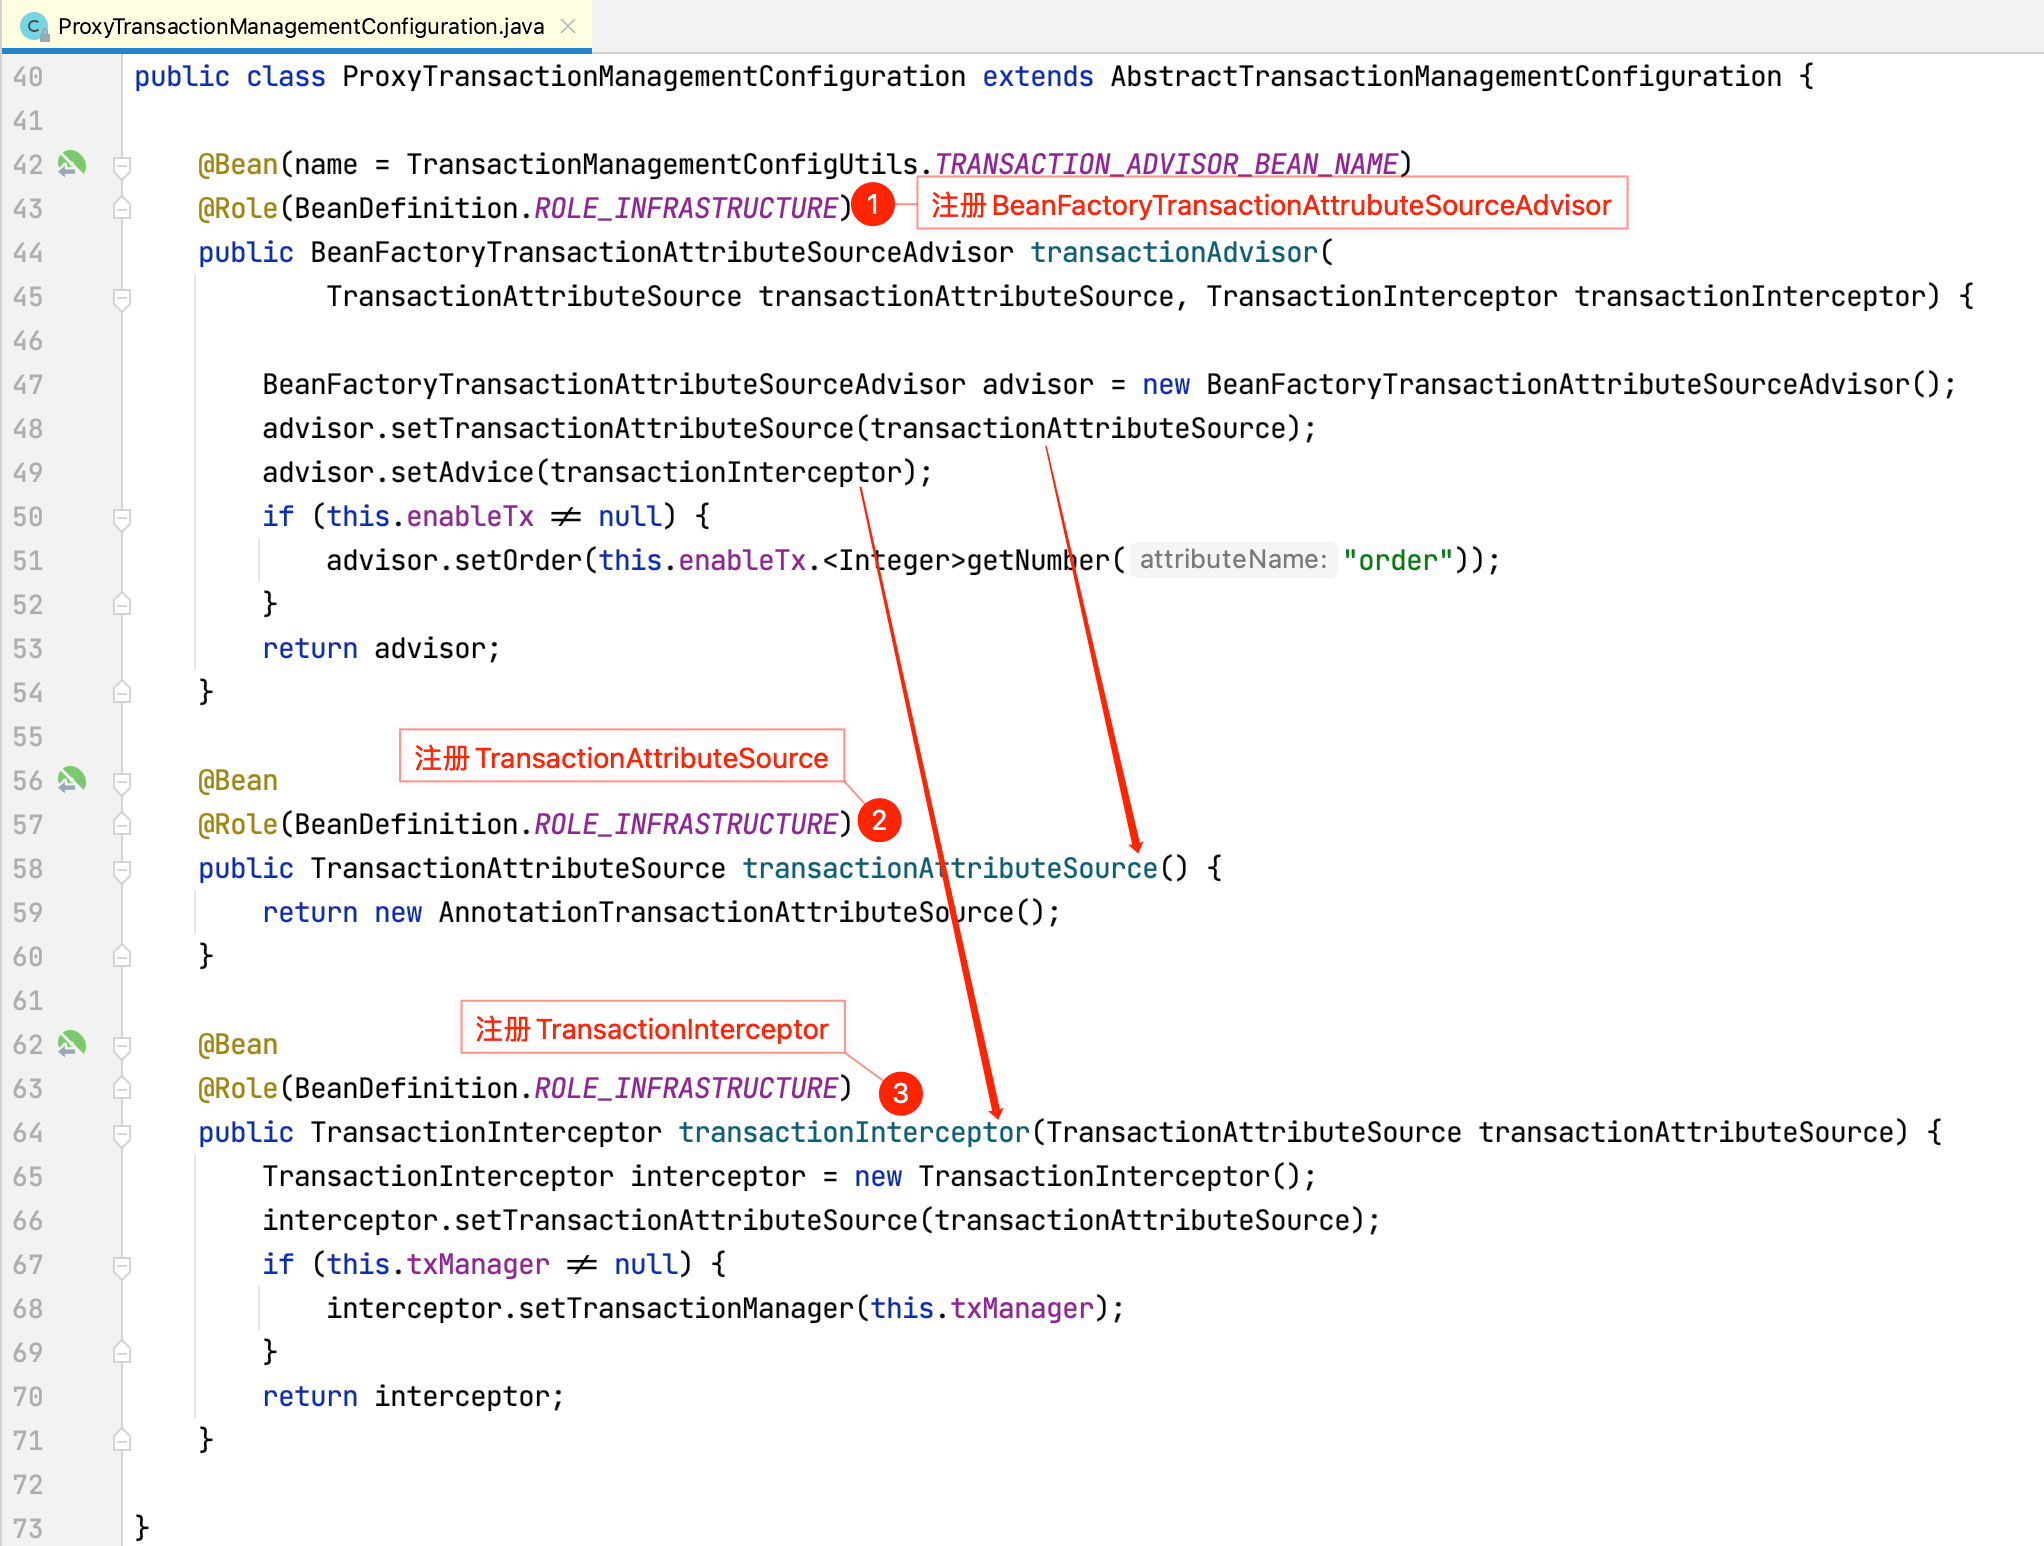 ProxyTransactionManagementConfiguration.java
40 public class ProxyTransactionManagementConfiguration extends AbstractTransactionManagementConfiguration {
41
42 @Bean(name = TransactionManagementConfigUtils.TRANSACTION_ADVISOR_BEAN_NAME)
43 @Role(BeanDefinition.ROLE_INFRASTRUCTURE) 1 注册 BeanFactoryTransactionAttrubuteSourceAdvisor
44 public BeanFactoryTransactionAttributeSourceAdvisor transactionAdvisor(
45 TransactionAttributeSource transactionAttributeSource, TransactionInterceptor transactionInterceptor) {
46
47 BeanFactoryTransactionAttributeSourceAdvisor advisor = new BeanFactoryTransactionAttributeSourceAdvisor();
48 advisor.setTransactionAttributeSource(transactionAttributeSource);
49 advisor.setAdvice(transactionInterceptor);
50 if (this.enableTx ≠ null) {
51 advisor.setOrder(this.enableTx.<Integer>getNumber( attributeName: "order"));
52 }
53 return advisor;
54 }
55
注册 TransactionAttributeSource
56 @Bean
57 @Role(BeanDefinition.ROLE_INFRASTRUCTURE) 2
58 public TransactionAttributeSource transactionAttributeSource() {
59 return new AnnotationTransactionAttributeSource();
60 }
61
注册 TransactionInterceptor
62 @Bean
63 @Role(BeanDefinition.ROLE_INFRASTRUCTURE) 3
64 public TransactionInterceptor transactionInterceptor(TransactionAttributeSource transactionAttributeSource) {
65 TransactionInterceptor interceptor = new TransactionInterceptor();
66 interceptor.setTransactionAttributeSource(transactionAttributeSource);
67 if (this.txManager ≠ null) {
68 interceptor.setTransactionManager(this.txManager);
69 }
70 return interceptor;
71 }
72
73 }